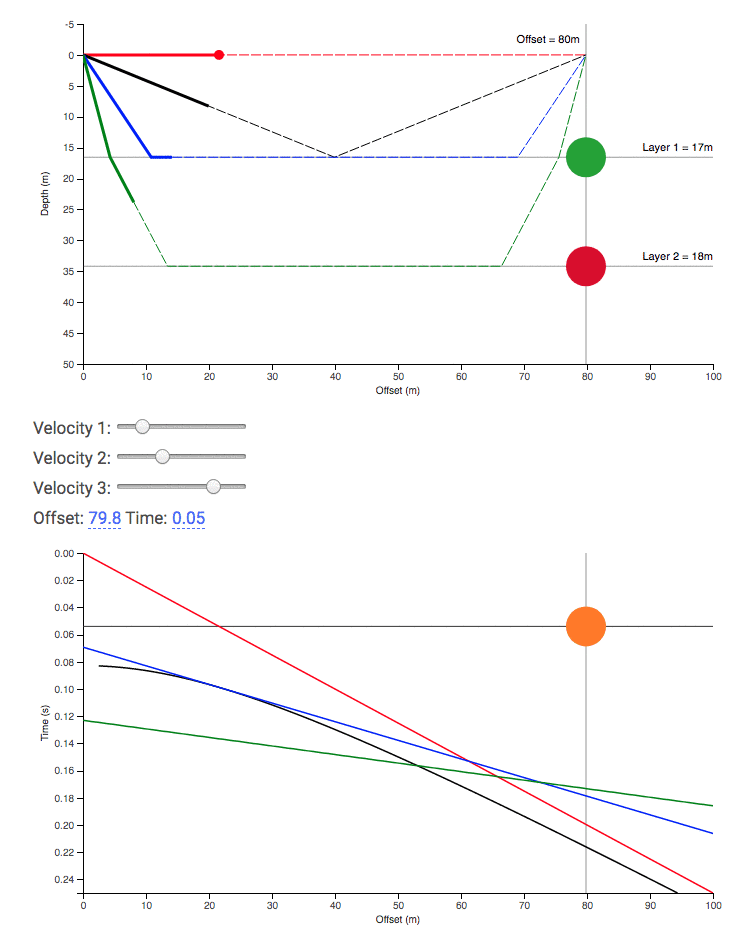 -5
Offset = 80m
0
5
10
15
Layer 1 = 17m
20
Depth (m)
25
30
Layer 2 = 18m
35
40
45
50
0 10 20 30 40 50 60 70 80 90 100
Offset (m)
Velocity 1:
Velocity 2:
Velocity 3:
Offset: 79.8 Time: 0.05
0.00
0.02
0.04
0.06
0.08
0.10
0.12
Time (s)
0.14
0.16
0.18
0.20
0.22
0.24
0 10 20 30 40 50 60 70 80 90 100
Offset (m)